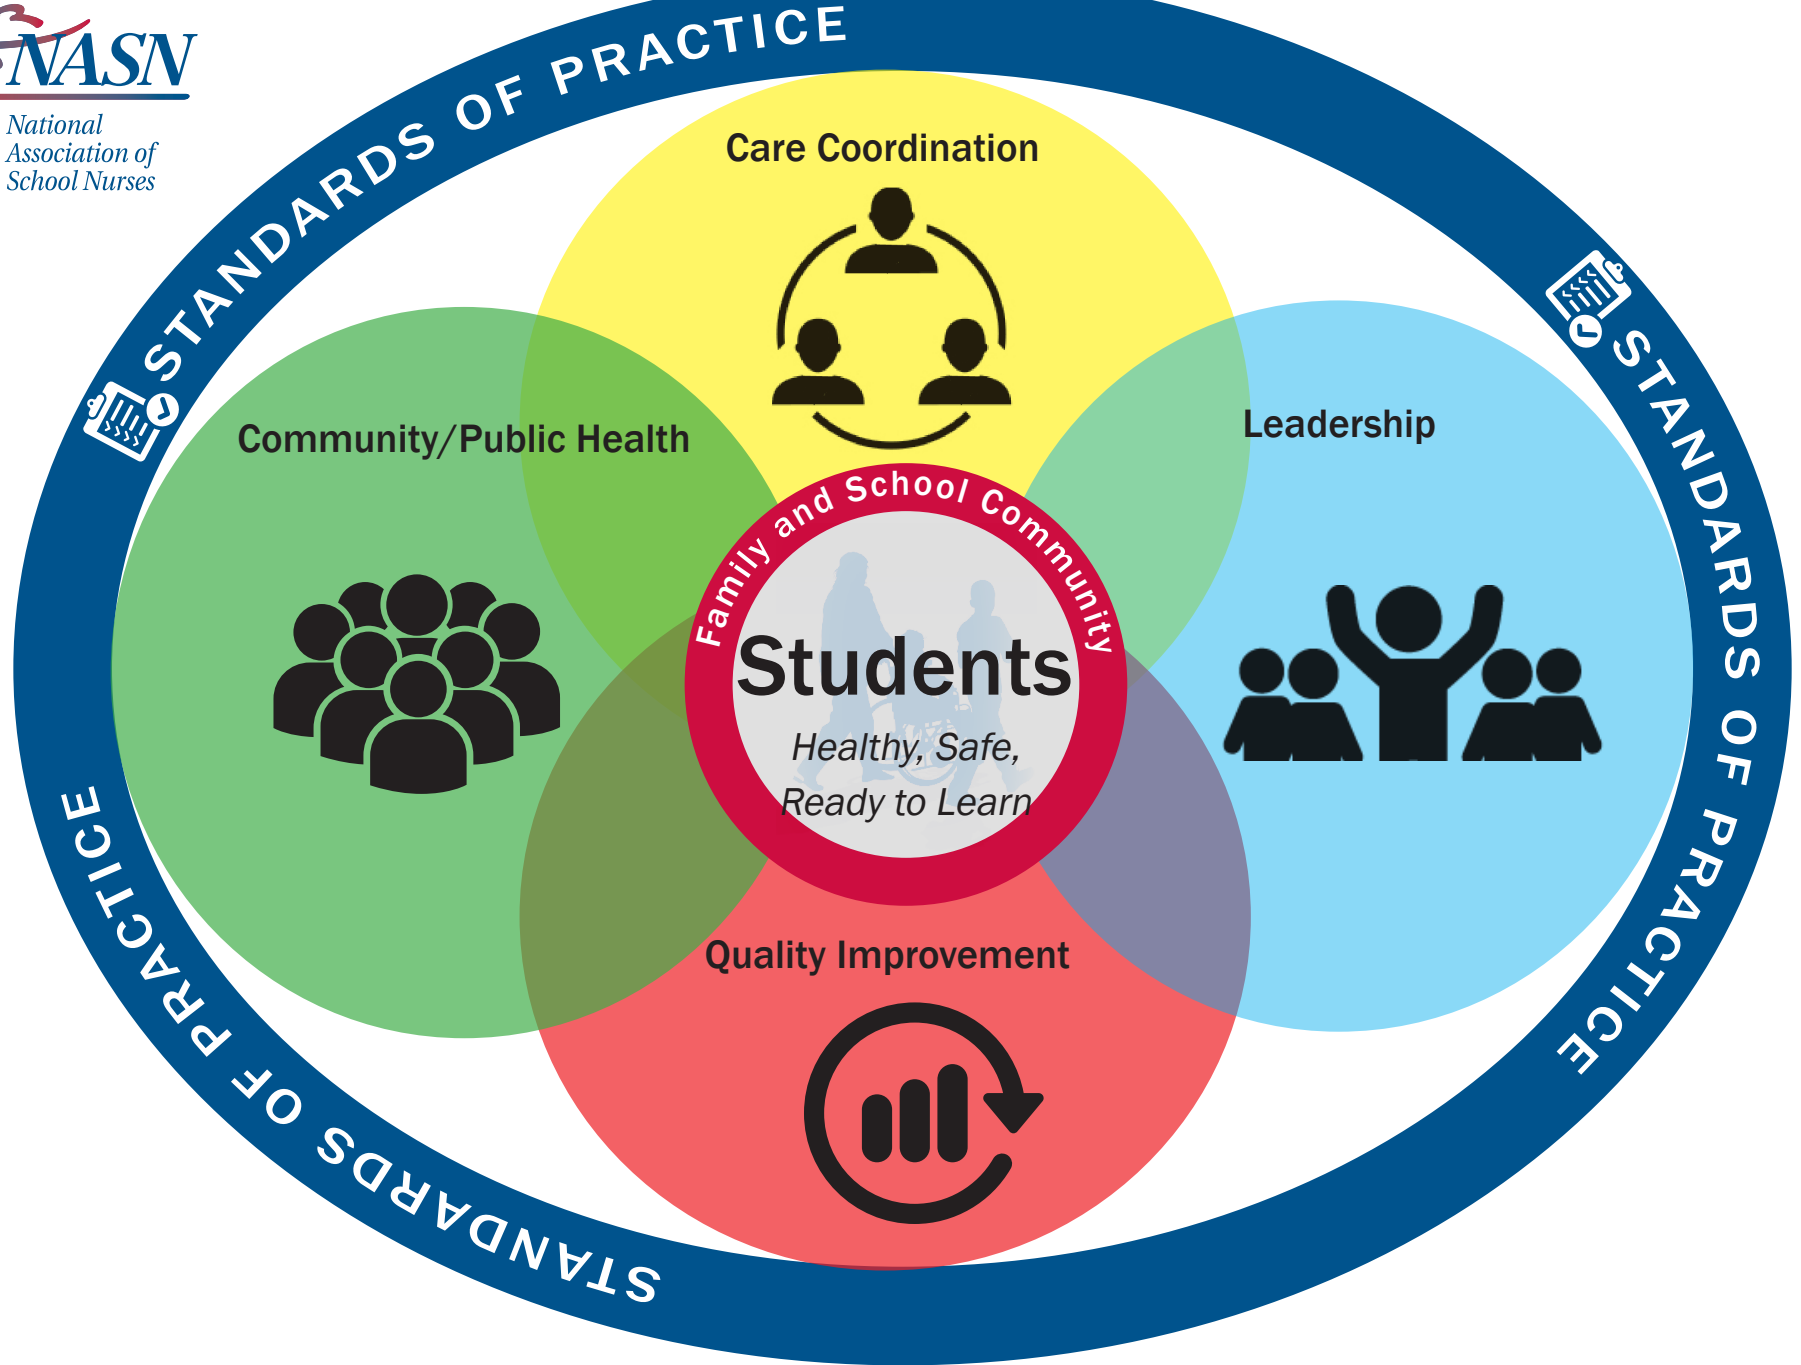 NASN
National
Association of
School Nurses
STANDARDS OF PRACTICE
Care Coordination
Community/Public Health
Leadership
Family and School Community
Students
Healthy, Safe,
Ready to Learn
Quality Improvement
STANDARDS OF PRACTICE
STANDARDS OF PRACTICE